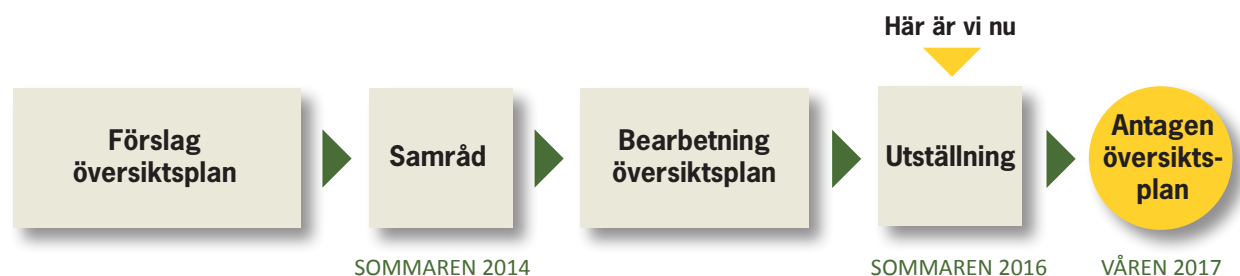 Här är vi nu
Förslag
översiktsplan
Samråd
Bearbetning
översiktsplan
Utställning
Antagen
översikts-
plan
SOMMAREN 2014
SOMMAREN 2016
VÅREN 2017